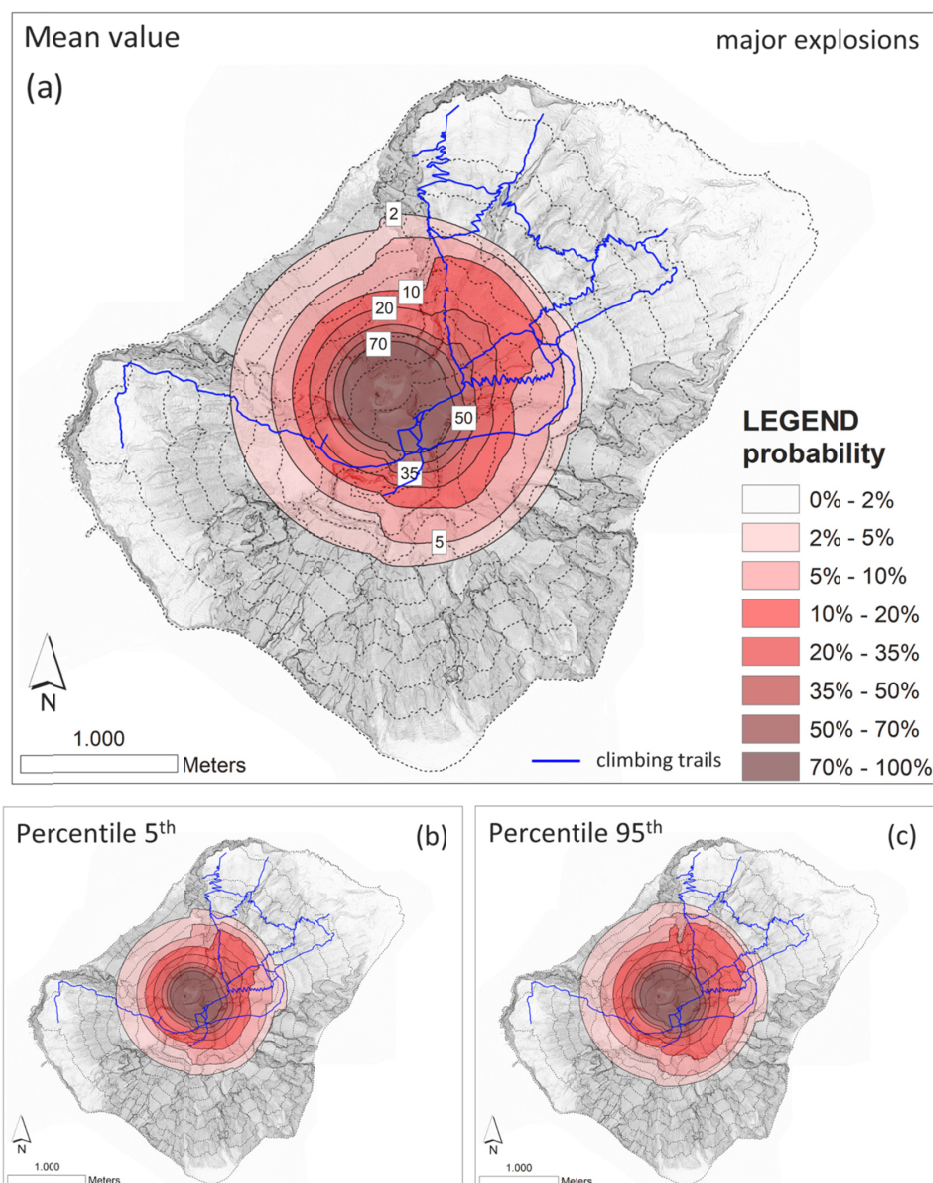 Mean value
major explosions
(a)
2
10
20
70
50
35
5
LEGEND
probability
0% - 2%
2% - 5%
5% - 10%
10% - 20%
20% - 35%
35% - 50%
50% - 70%
70% - 100%
N
1.000
Meters
climbing trails
Percentile 5th
(b)
N
1.000
Meters
Percentile 95th
(c)
N
1.000
Meters